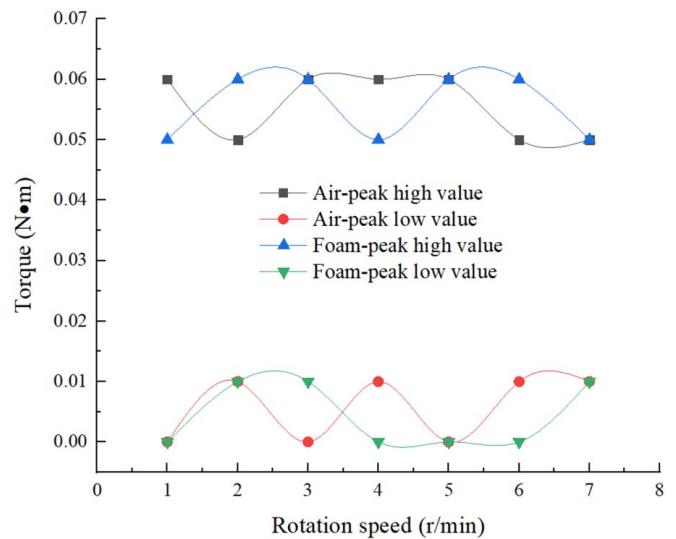 0.07
0.06
0.05
0.04
0.03
0.02
0.01
0.00
Torque (N•m)
Air-peak high value
Air-peak low value
Foam-peak high value
Foam-peak low value
0 1 2 3 4 5 6 7 8
Rotation speed (r/min)